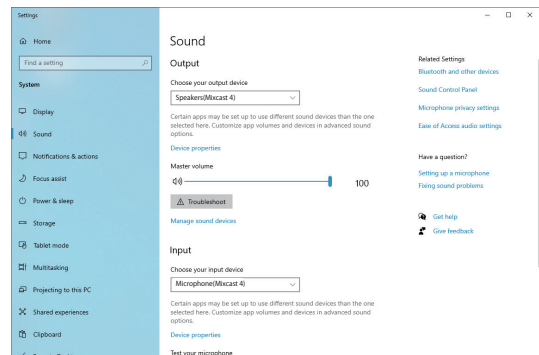 Settings
Home
Find a setting
System
Display
Sound
Notifications & actions
Focus assist
Power & sleep
Storage
Tablet mode
Multitasking
Projecting to this PC
Shared experiences
Clipboard
Sound
Output
Choose your output device
Speakers(Mixcast 4)
Certain apps may be set up to use different sound devices than the one
selected here. Customize app volumes and devices in advanced sound
options.
Device properties
Master volume
100
Troubleshoot
Manage sound devices
Input
Choose your input device
Microphone(Mixcast 4)
Certain apps may be set up to use different sound devices than the one
selected here. Customize app volumes and devices in advanced sound
options.
Device properties
Test your microphone
Related Settings
Bluetooth and other devices
Sound Control Panel
Microphone privacy settings
Ease of Access audio settings
Have a question?
Setting up a microphone
Fixing sound problems
Get help
Give feedback